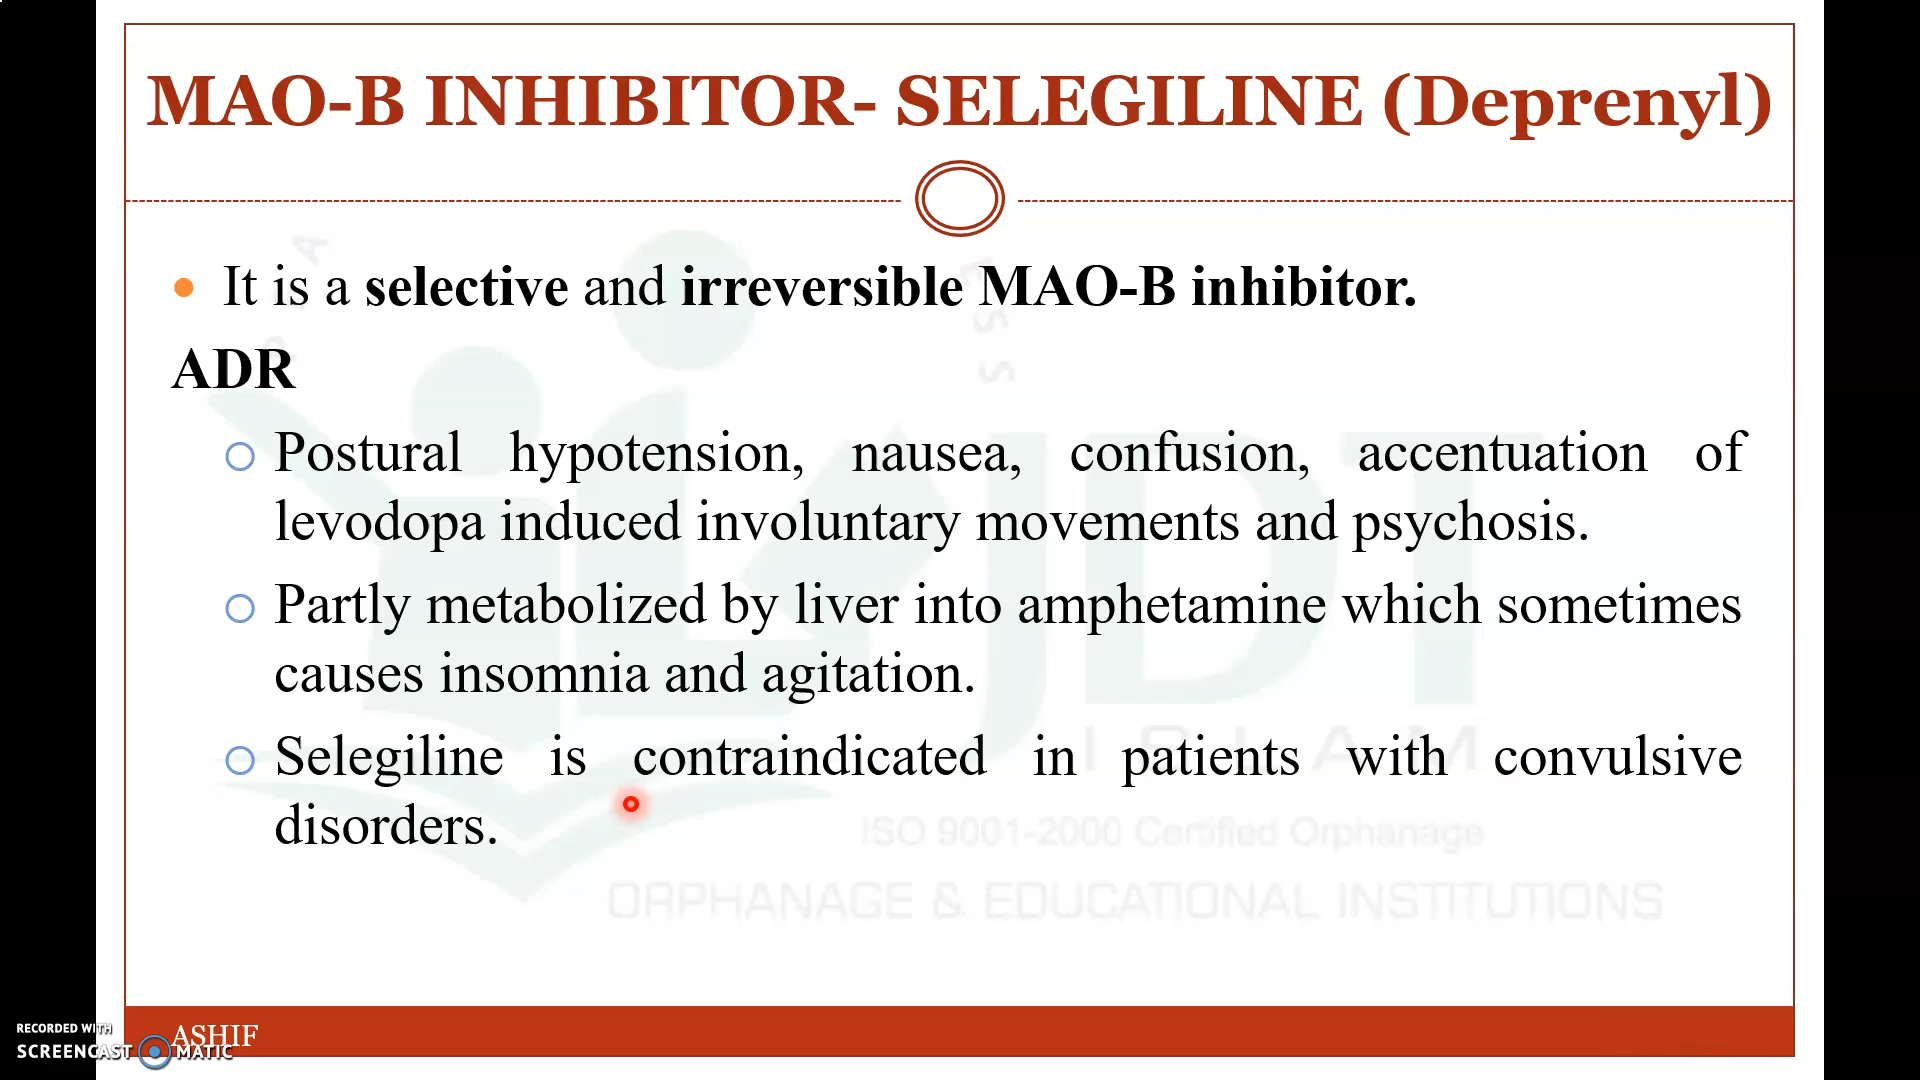 MAO-B INHIBITOR- SELEGILINE (Deprenyl)
It is a selective and irreversible MAO-B inhibitor.
ADR
Postural hypotension, nausea, confusion, accentuation of
levodopa induced involuntary movements and psychosis.
Partly metabolized by liver into amphetamine which sometimes
causes insomnia and agitation.
Selegiline is contraindicated in patients with convulsive
disorders.
JDT
ISLAM
ISO 9001-2000 Certified Orphanage
ORPHANAGE & EDUCATIONAL INSTITUTIONS
ASHIF
RECORDED WITH
SCREENCAST MATIC